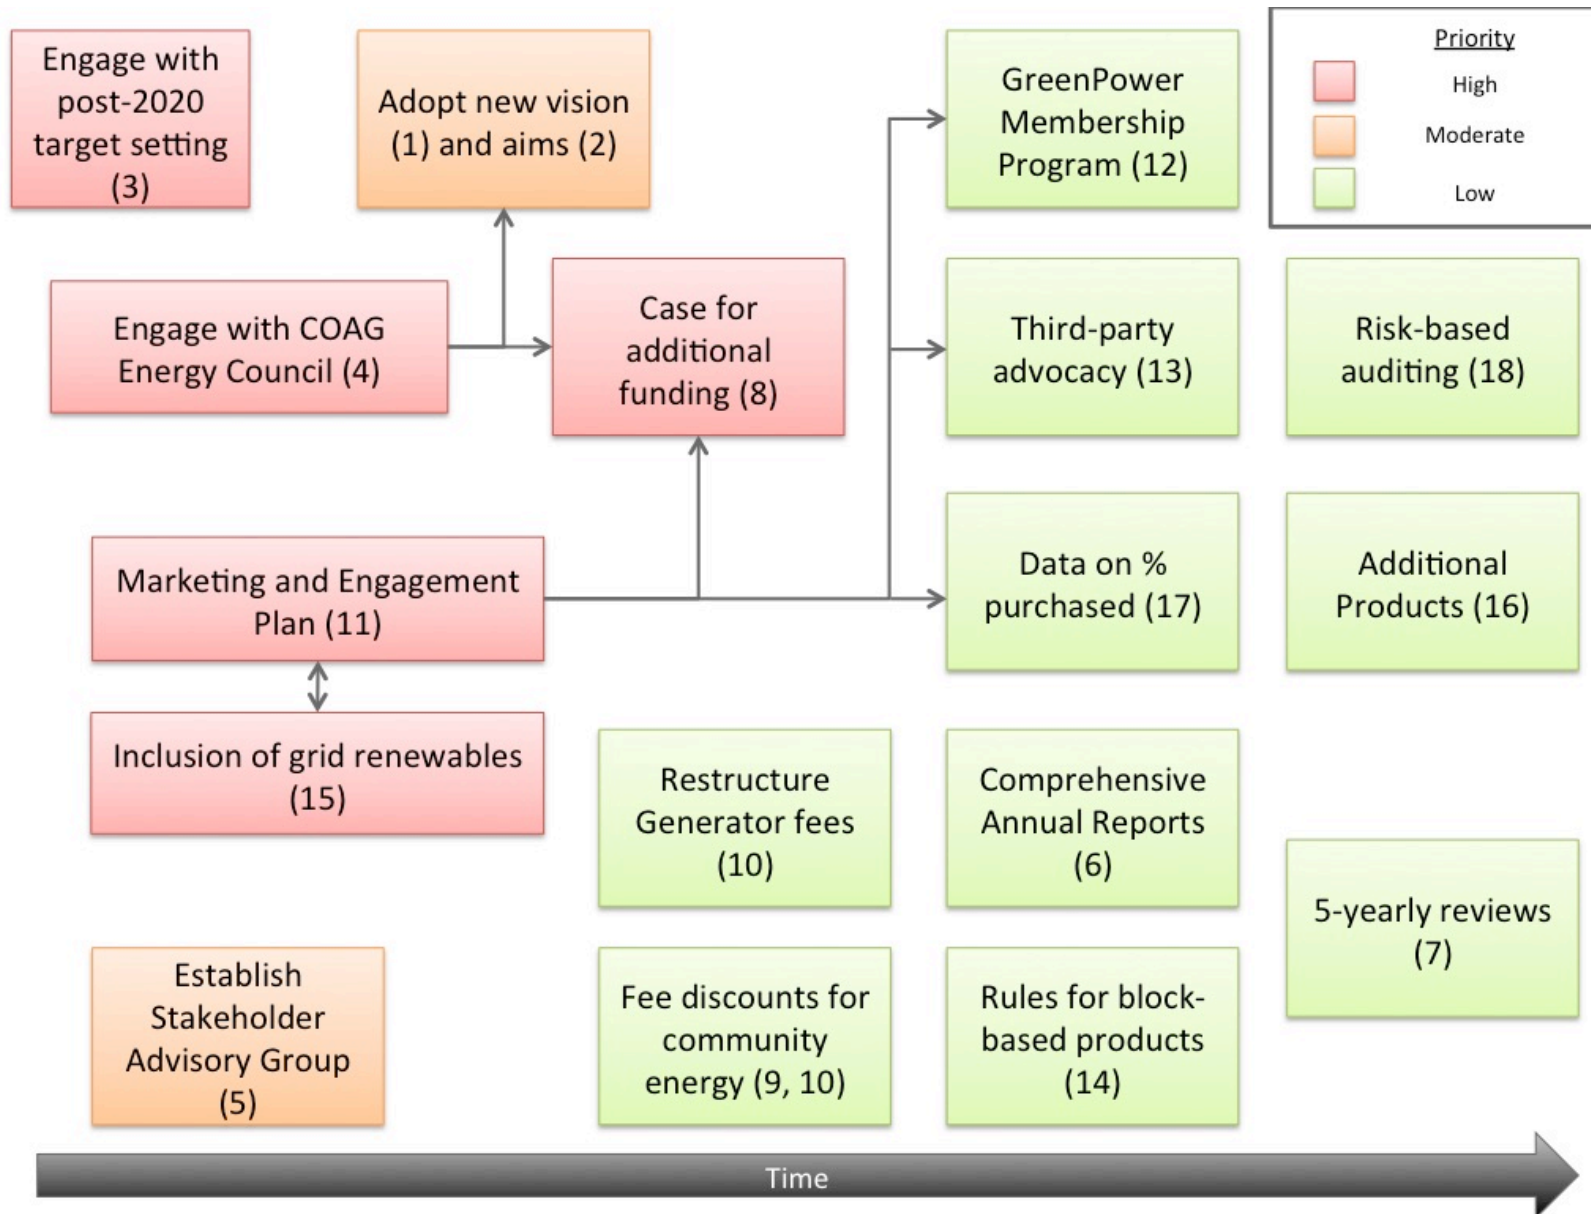 Engage with
post-2020
target setting
(3)
Adopt new vision
(1) and aims (2)
GreenPower
Membership
Program (12)
Priority
High
Moderate
Low
Engage with COAG
Energy Council (4)
Case for
additional
funding (8)
Third-party
advocacy (13)
Risk-based
auditing (18)
Marketing and Engagement
Plan (11)
Data on %
purchased (17)
Additional
Products (16)
Inclusion of grid renewables
(15)
Restructure
Generator fees
(10)
Comprehensive
Annual Reports
(6)
5-yearly reviews
(7)
Establish
Stakeholder
Advisory Group
(5)
Fee discounts for
community
energy (9, 10)
Rules for block-
based products
(14)
Time